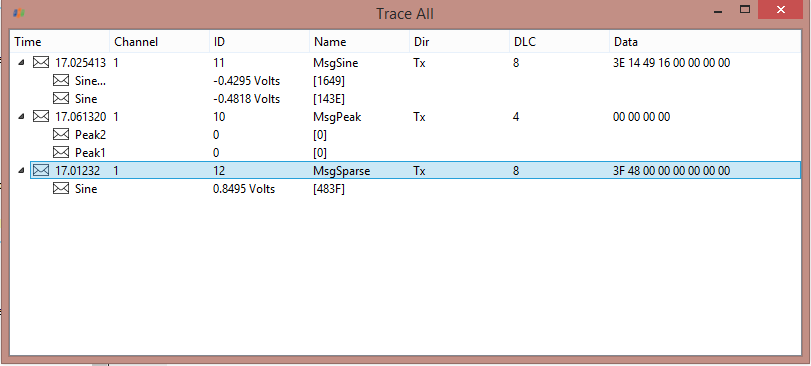 Trace All
Time Channel ID Name Dir DLC Data
17.025413 1 11 MsgSine Tx 8 3E 14 49 16 00 00 00 00
Sine... -0.4295 Volts [1649]
Sine -0.4818 Volts [143E]
17.061320 1 10 MsgPeak Tx 4 00 00 00 00
Peak2 0 [0]
Peak1 0 [0]
17.01232 1 12 MsgSparse Tx 8 3F 48 00 00 00 00 00 00
Sine 0.8495 Volts [483F]